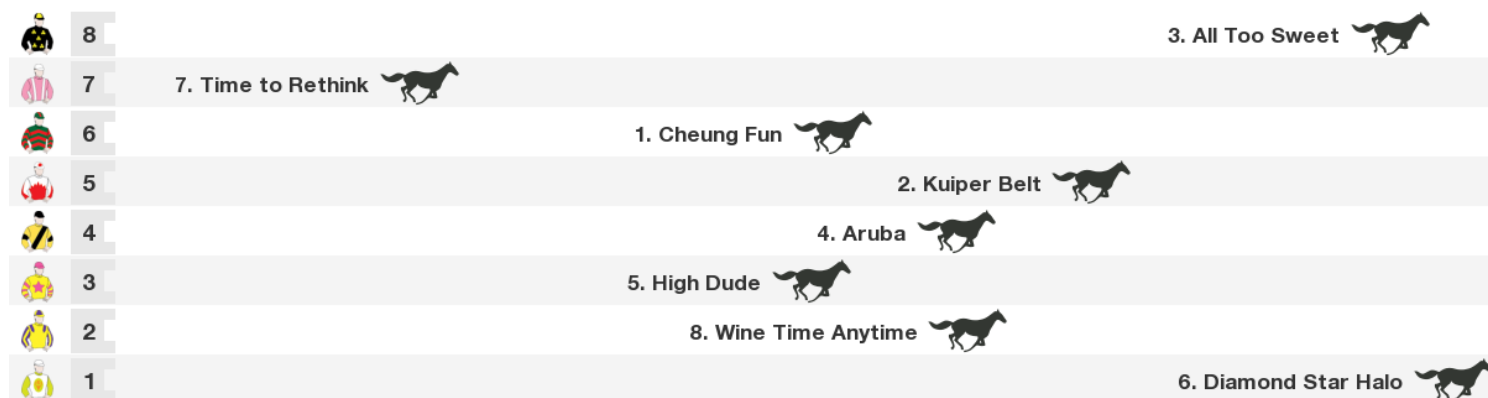 8 3. All Too Sweet
7 7. Time to Rethink
6 1. Cheung Fun
5 2. Kuiper Belt
4 4. Aruba
3 5. High Dude
2 8. Wine Time Anytime
1 6. Diamond Star Halo